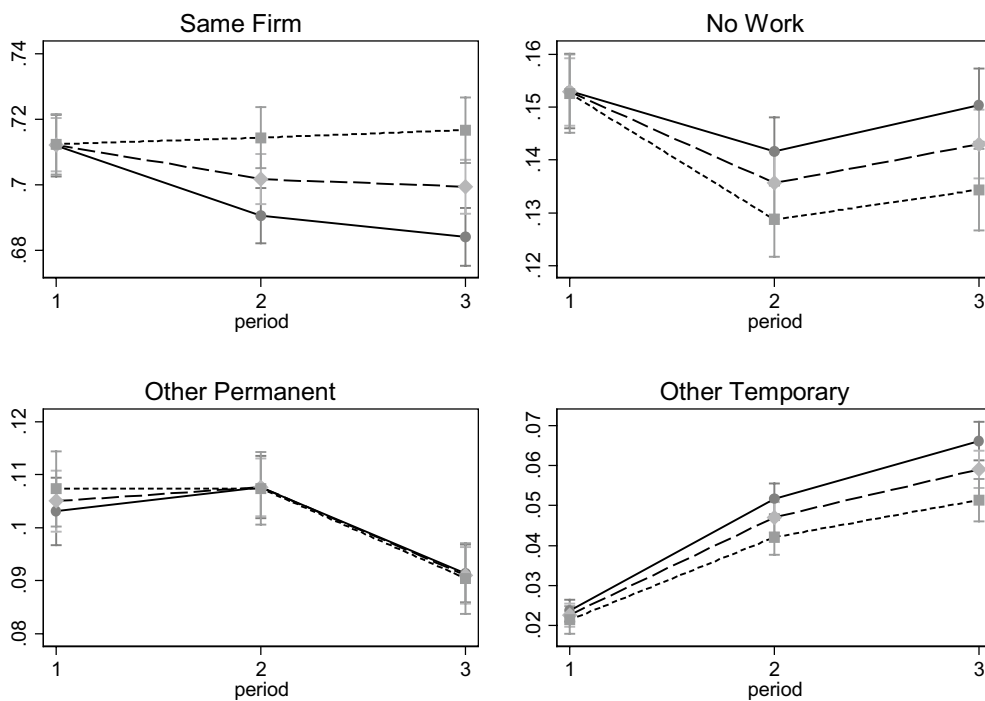 Same Firm
.74
.72
.7
.68
1 2 3
period
No Work
.16
.15
.14
.13
.12
1 2 3
period
Other Permanent
.12
.11
.1
.09
.08
1 2 3
period
Other Temporary
.07
.06
.05
.04
.03
.02
1 2 3
period